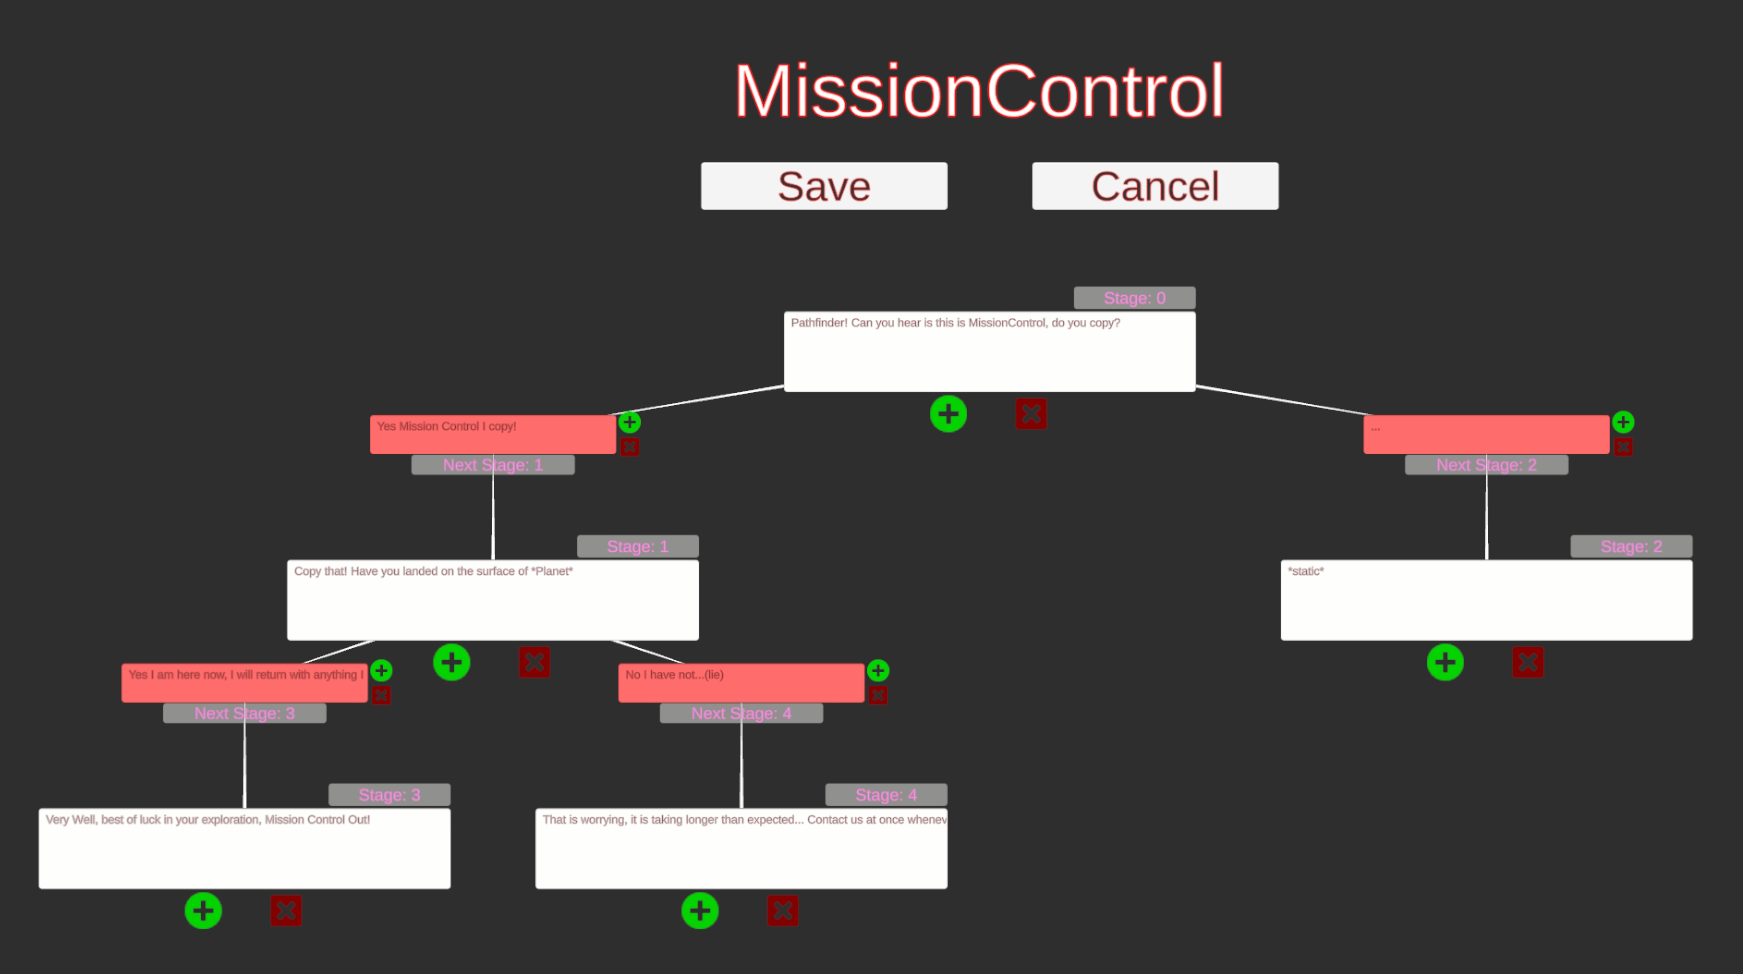 MissionControl
Save
Cancel
Stage: 0
Pathfinder! Can you hear is this is MissionControl, do you copy?
Yes Mission Control I copy!
...
Next Stage: 1
Next Stage: 2
Stage: 1
Stage: 2
Copy that! Have you landed on the surface of *Planet*
*static*
Yes I am here now, I will return with anything I
No I have not...(lie)
Next Stage: 3
Next Stage: 4
Stage: 3
Stage: 4
Very Well, best of luck in your exploration, Mission Control Out!
That is worrying, it is taking longer than expected... Contact us at once whenev